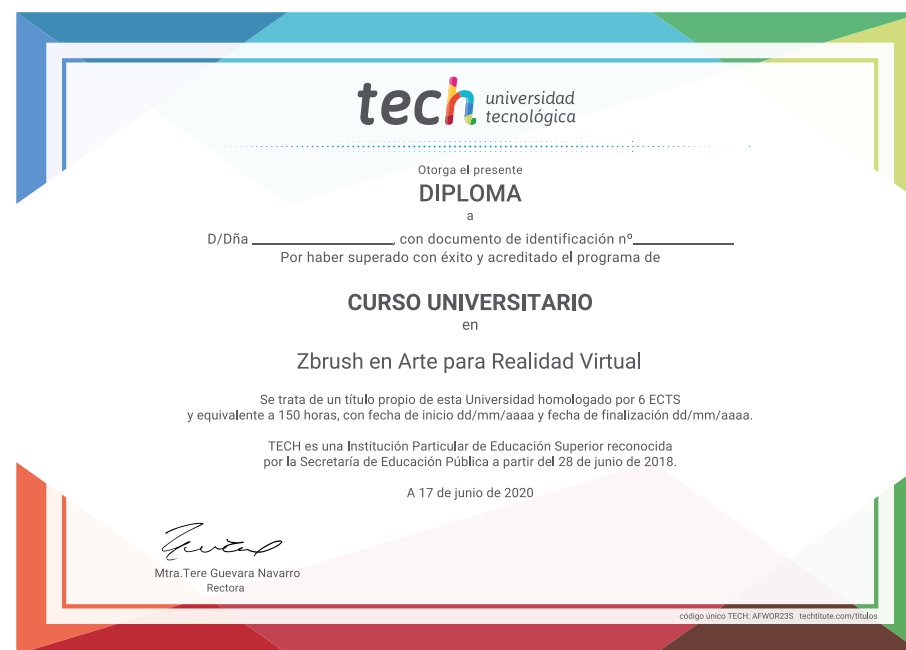 tech universidad
tecnológica
Otorga el presente
DIPLOMA
a
D/Dña ____________________, con documento de identificación nº______________
Por haber superado con éxito y acreditado el programa de
CURSO UNIVERSITARIO
en
Zbrush en Arte para Realidad Virtual
Se trata de un título propio de esta Universidad homologado por 6 ECTS
y equivalente a 150 horas, con fecha de inicio dd/mm/aaaa y fecha de finalización dd/mm/aaaa.
TECH es una Institución Particular de Educación Superior reconocida
por la Secretaría de Educación Pública a partir del 28 de junio de 2018.
A 17 de junio de 2020
Mtra.Tere Guevara Navarro
Rectora
código único TECH: AFWOR23S techtitute.com/titulos